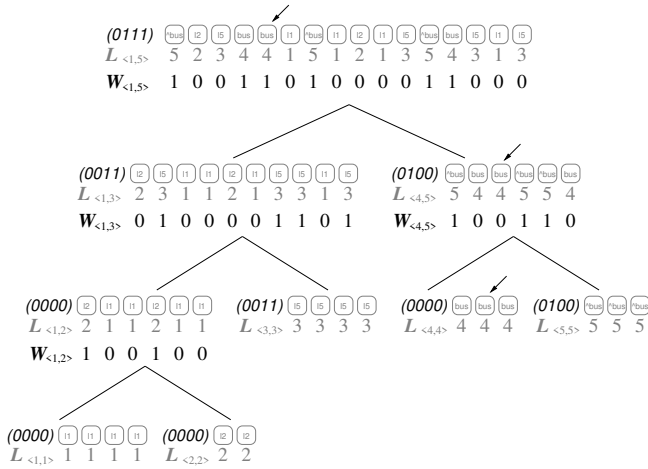 (0111) ^bus l2 l5 bus bus l1 ^bus l1 l2 l1 l5 ^bus bus l5 l1 l5
L <1,5> 5 2 3 4 4 1 5 1 2 1 3 5 4 3 1 3
W <1,5> 1 0 0 1 1 0 1 0 0 0 0 1 1 0 0 0
(0011) l2 l5 l1 l1 l2 l1 l5 l5 l1 l5 (0100) ^bus bus bus ^bus ^bus bus
L <1,3> 2 3 1 1 2 1 3 3 1 3 L <4,5> 5 4 4 5 5 4
W <1,3> 0 1 0 0 0 0 1 1 0 1 W <4,5> 1 0 0 1 1 0
(0000) l2 l1 l1 l2 l1 l1 (0011) l5 l5 l5 l5 (0000) bus bus bus (0100) ^bus ^bus ^bus
L <1,2> 2 1 1 2 1 1 L <3,3> 3 3 3 3 L <4,4> 4 4 4 L <5,5> 5 5 5
W <1,2> 1 0 0 1 0 0
(0000) l1 l1 l1 l1 (0000) l2 l2
L <1,1> 1 1 1 1 L <2,2> 2 2